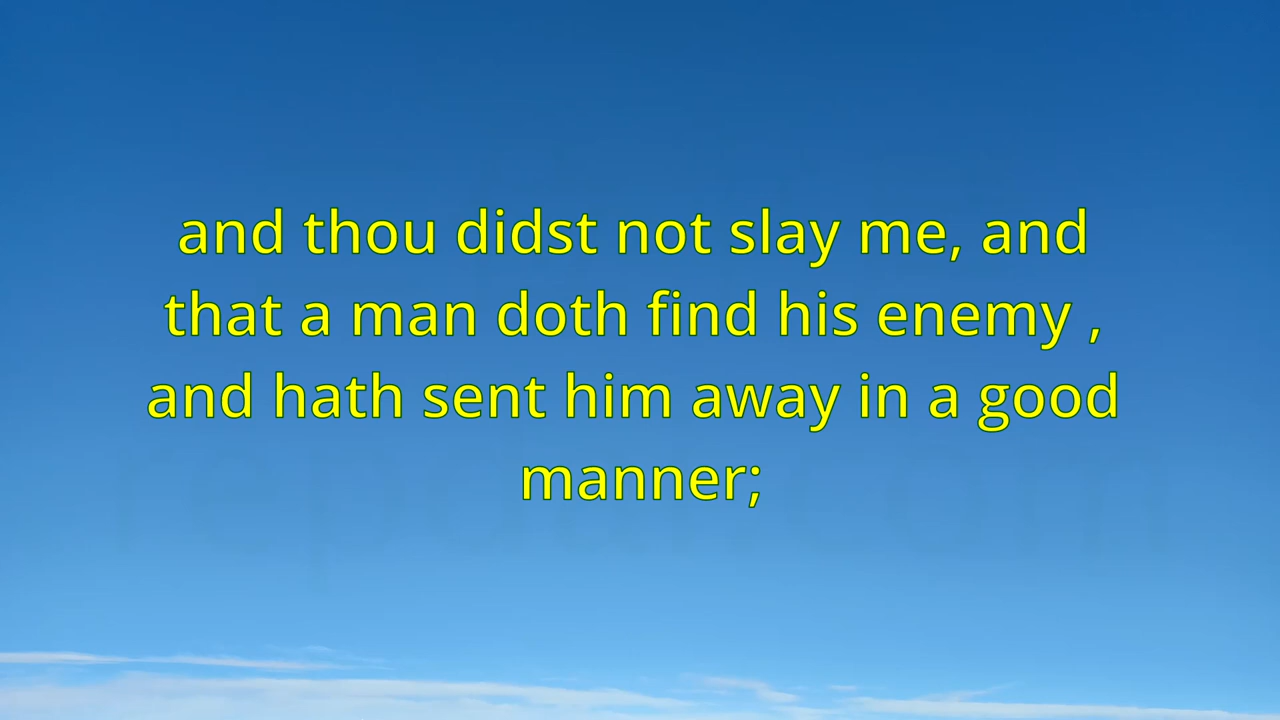 and thou didst not slay me, and
that a man doth find his enemy ,
and hath sent him away in a good
manner;